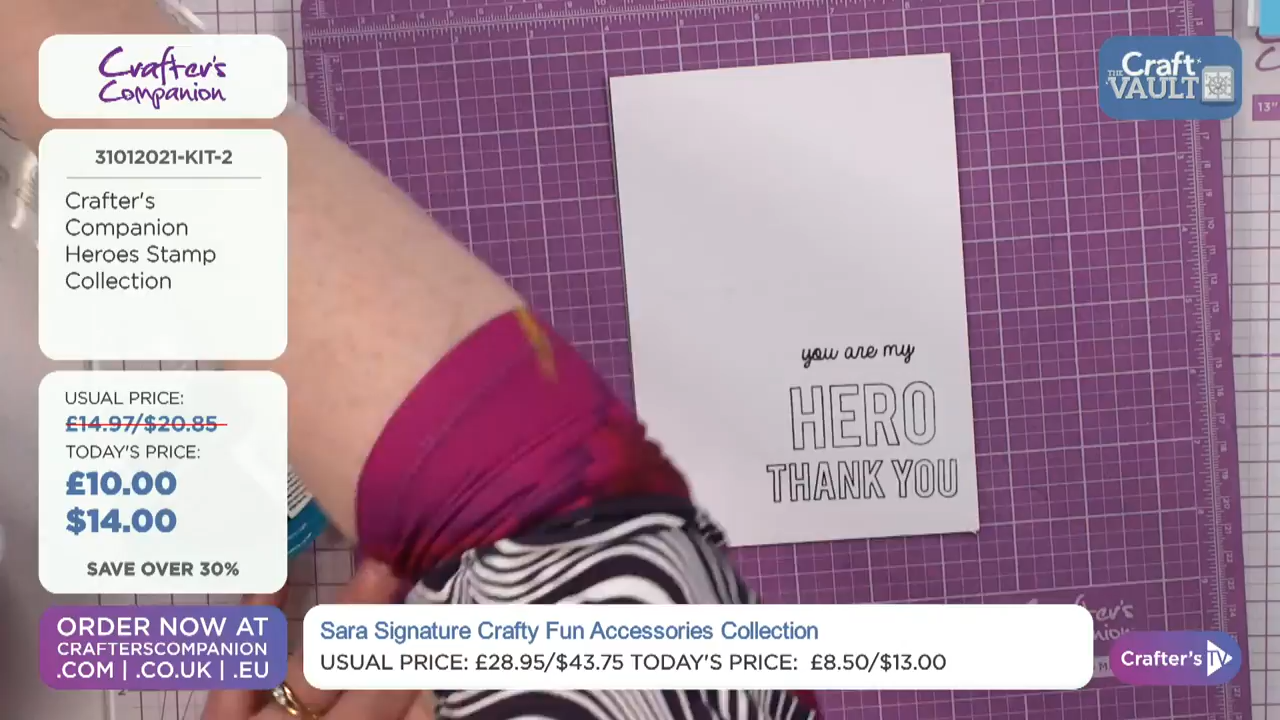 Crafter's
Companion
31012021-KIT-2
Crafter's
Companion
Heroes Stamp
Collection
USUAL PRICE:
£14.97/$20.85
TODAY'S PRICE:
£10.00
$14.00
SAVE OVER 30%
ORDER NOW AT
CRAFTERSCOMPANION
.COM | .CO.UK | .EU
THE Craft
VAULT
13"
you are my
HERO
THANK YOU
Sara Signature Crafty Fun Accessories Collection
USUAL PRICE: £28.95/$43.75 TODAY'S PRICE: £8.50/$13.00
Crafter's TV